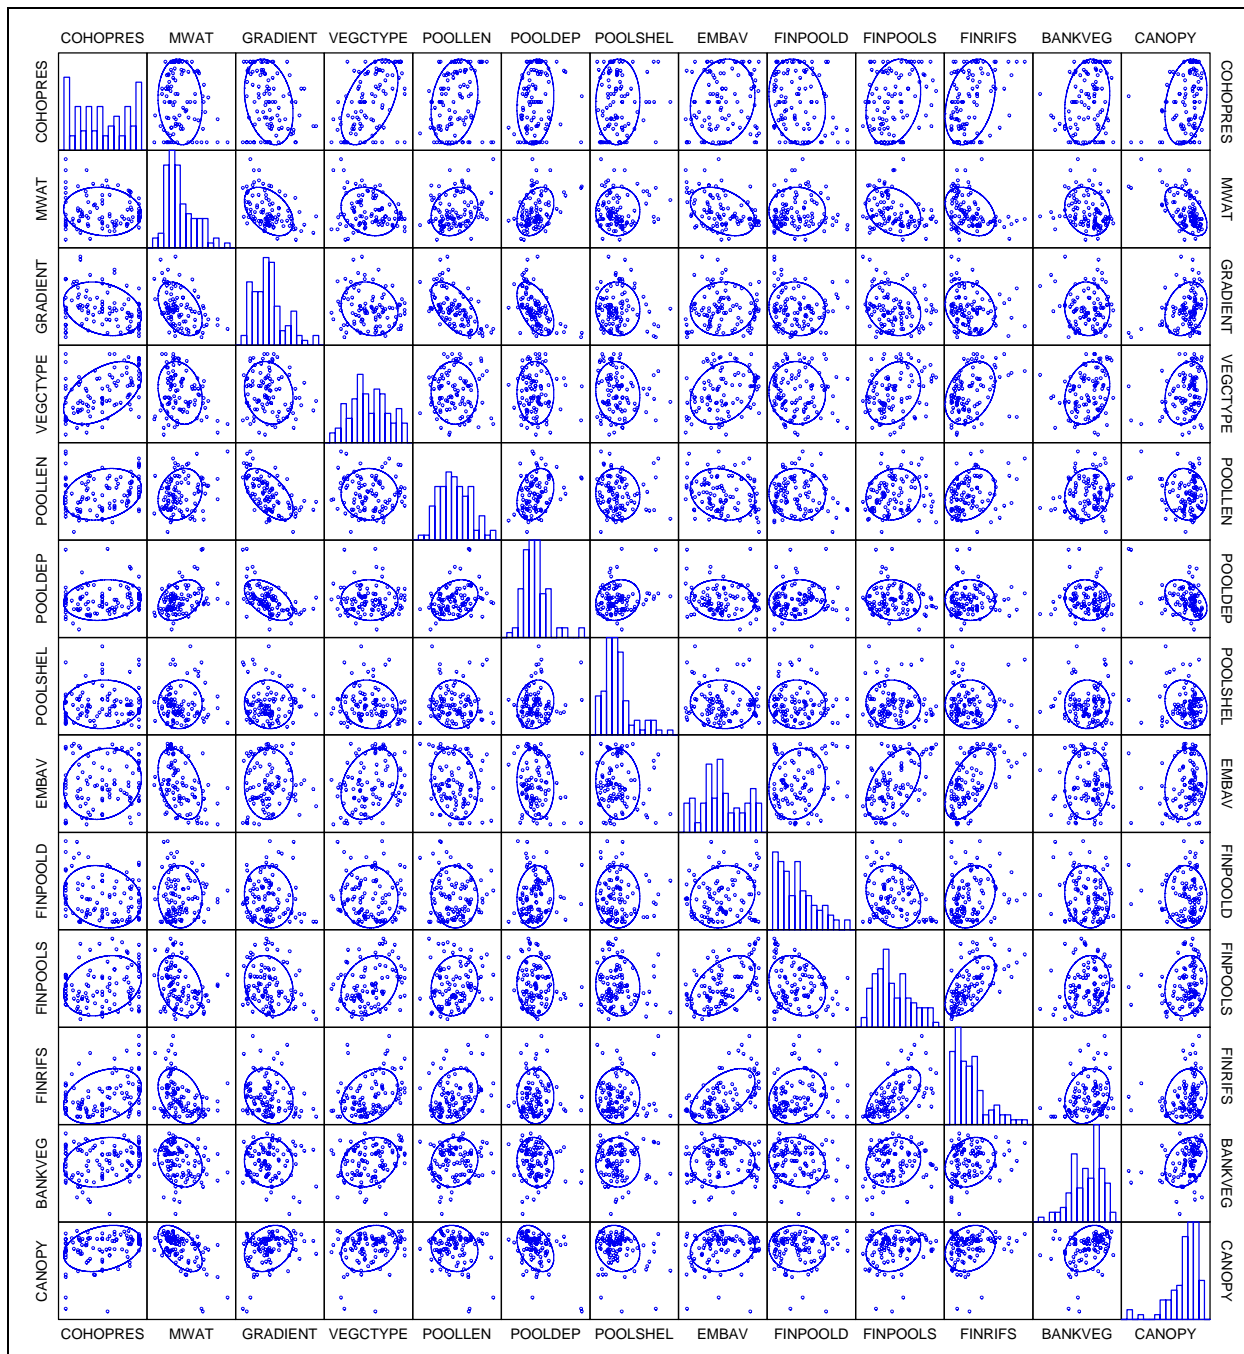 COHOPRES MWAT GRADIENT VEGCTYPE POOLLEN POOLDEP POOLSHEL EMBAV FINPOOLD FINPOOLS FINRIFS BANKVEG CANOPY
COHOPRES COHOPRES
MWAT MWAT
GRADIENT GRADIENT
VEGCTYPE VEGCTYPE
POOLLEN POOLLEN
POOLDEP POOLDEP
POOLSHEL POOLSHEL
EMBAV EMBAV
FINPOOLD FINPOOLD
FINPOOLS FINPOOLS
FINRIFS FINRIFS
BANKVEG BANKVEG
CANOPY CANOPY
COHOPRES MWAT GRADIENT VEGCTYPE POOLLEN POOLDEP POOLSHEL EMBAV FINPOOLD FINPOOLS FINRIFS BANKVEG CANOPY